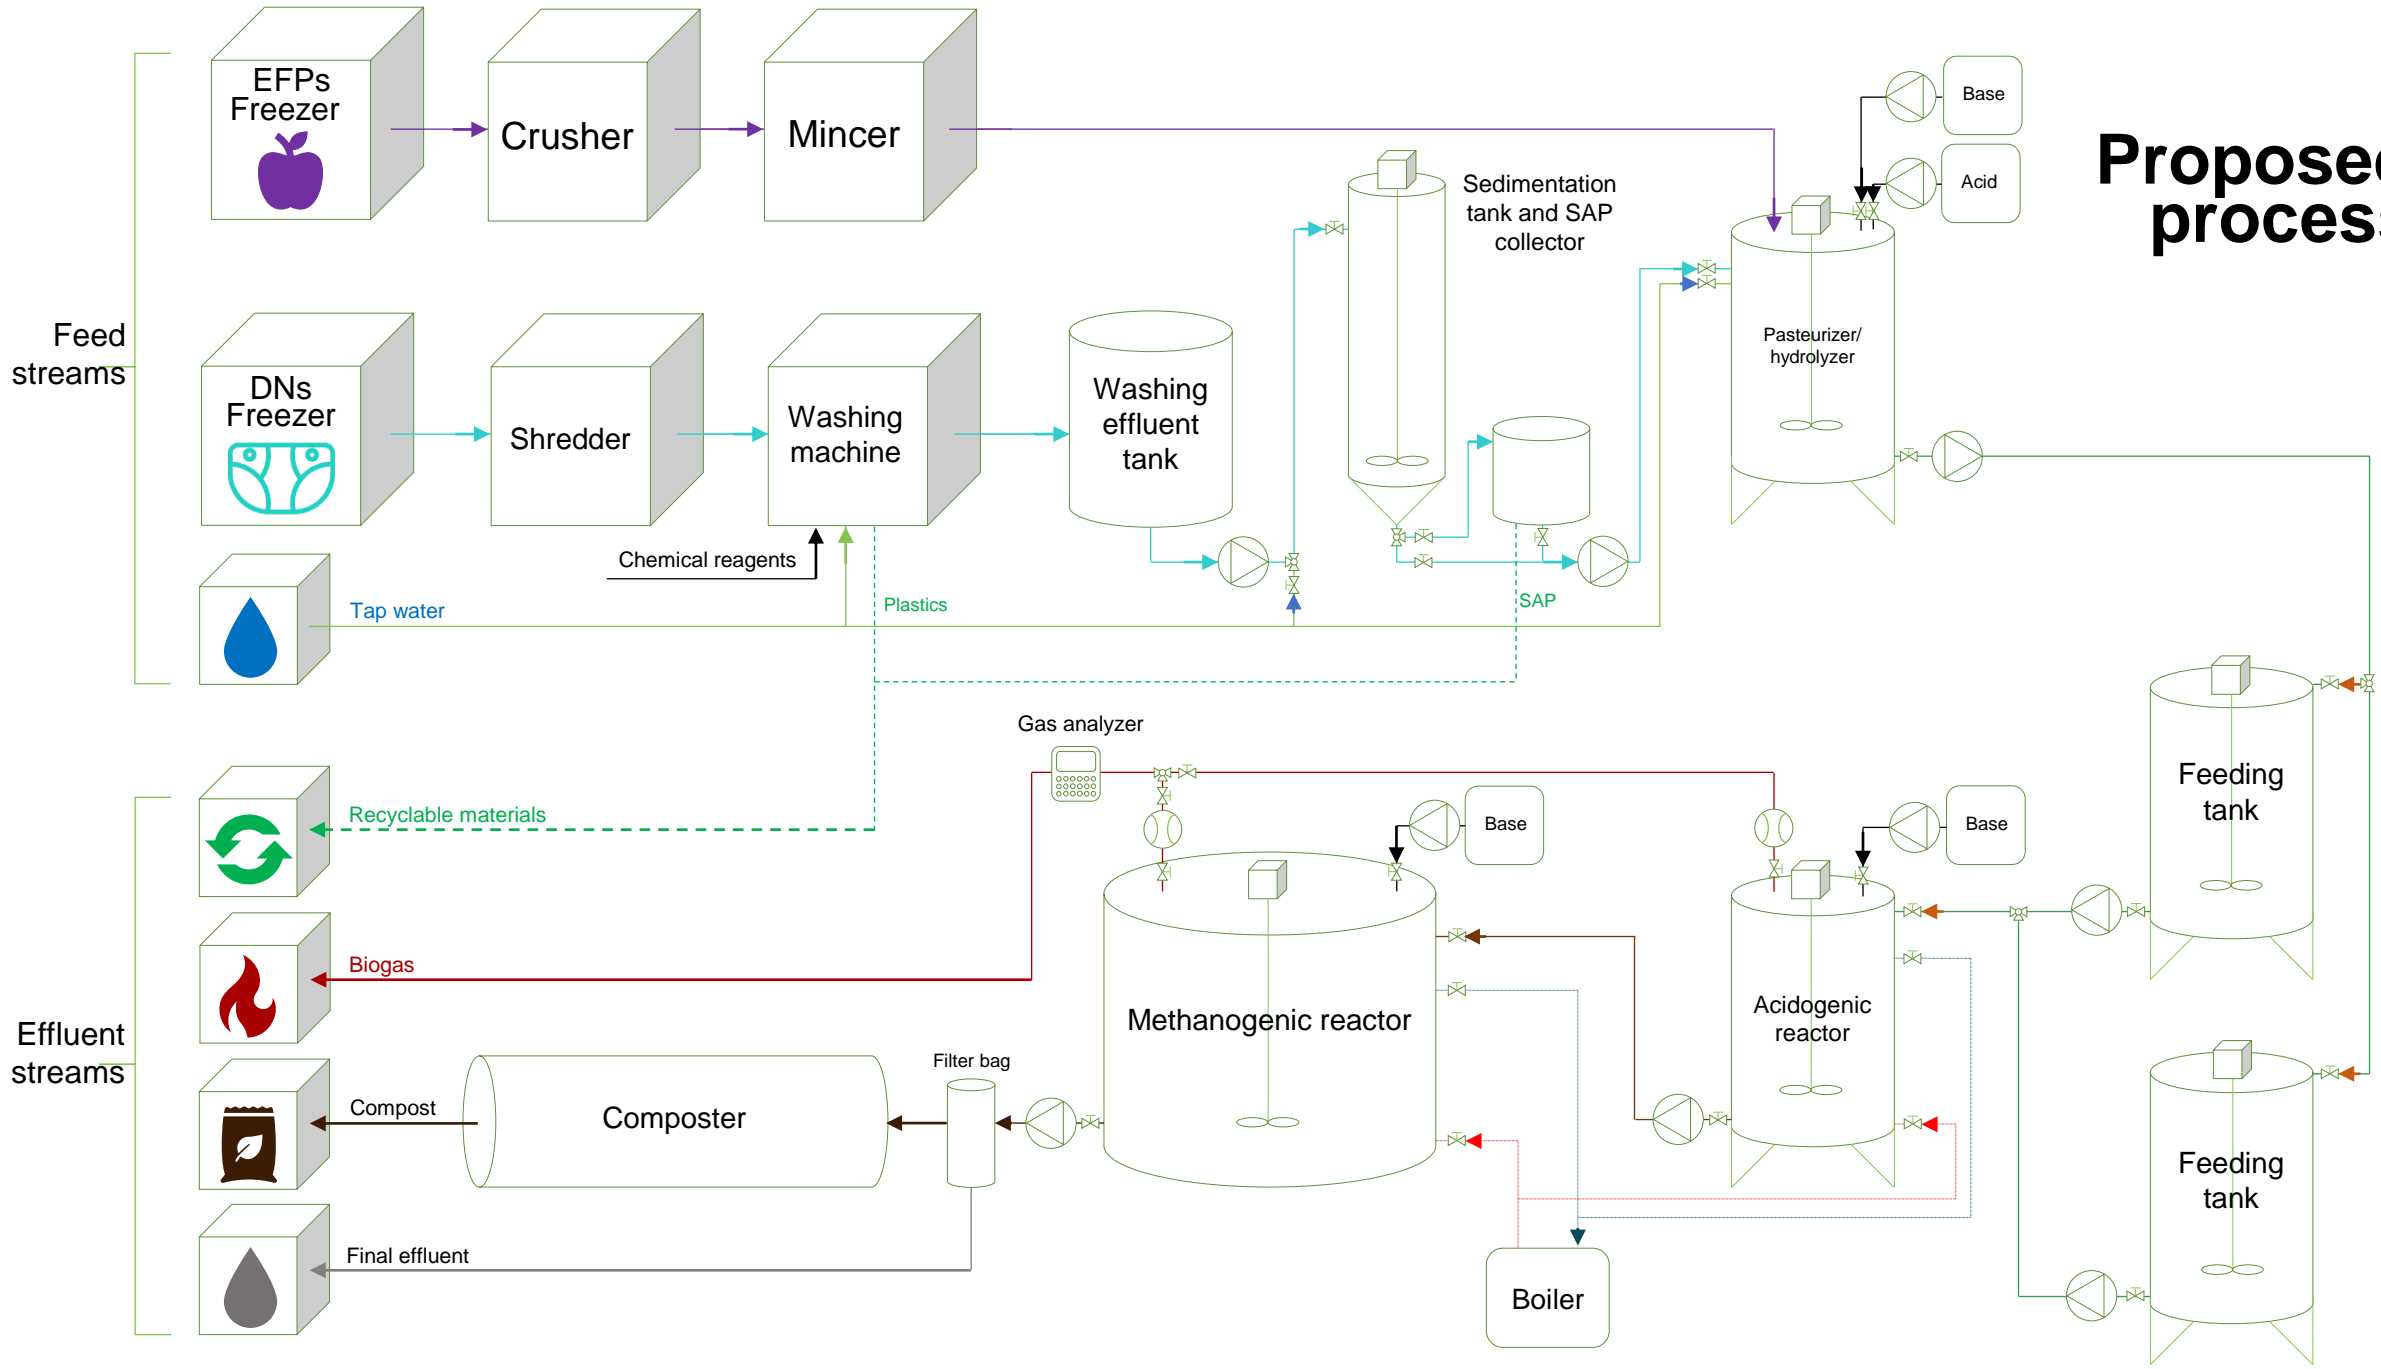 EFPs
Freezer
Crusher
Mincer
Base
Acid
Proposed
process
Sedimentation
tank and SAP
collector
Feed
streams
DNs
Freezer
Shredder
Washing
machine
Washing
effluent
tank
Pasteurizer/
hydrolyzer
Chemical reagents
Tap water
Plastics
SAP
Gas analyzer
Recyclable materials
Base
Base
Feeding
tank
Biogas
Effluent
streams
Methanogenic reactor
Acidogenic
reactor
Filter bag
Compost
Composter
Feeding
tank
Final effluent
Boiler